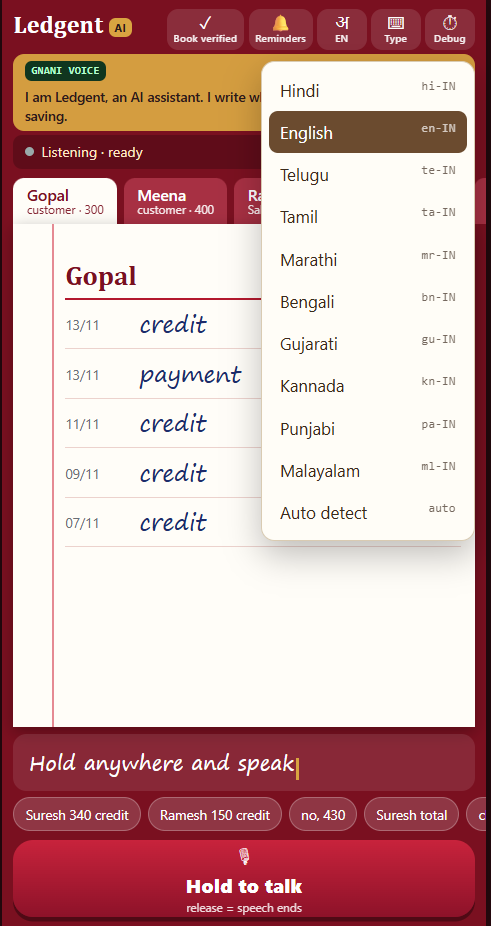 Ledgent AI
✓ Book verified
🔔 Reminders
अ EN
⌨ Type
⏱ Debug
GNANI VOICE
I am Ledgent, an AI assistant. I write
saving.
Listening · ready
Hindi hi-IN
English en-IN
Telugu te-IN
Tamil ta-IN
Marathi mr-IN
Bengali bn-IN
Gujarati gu-IN
Kannada kn-IN
Punjabi pa-IN
Malayalam ml-IN
Auto detect auto
Gopal
customer · 300
Meena
customer · 400
Gopal
13/11 credit
13/11 payment
11/11 credit
09/11 credit
07/11 credit
Hold anywhere and speak
Suresh 340 credit
Ramesh 150 credit
no, 430
Suresh total
Hold to talk
release = speech ends